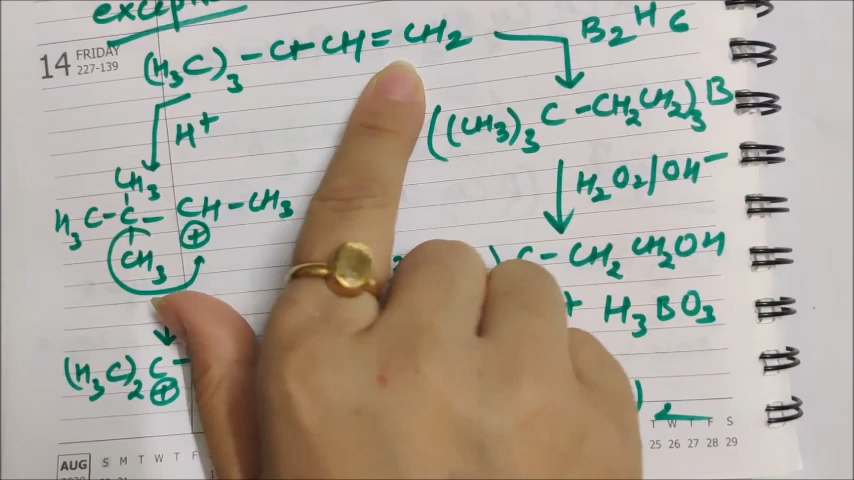 exception
14 FRIDAY
227-139
(H3C)3-C+CH=CH2
B2H6
((CH3)3C-CH2CH2)3B
H+
H2O2/OH-
CH3
H3C-C-CH-CH3
⊕
CH3
C-CH2CH2OH
+ H3BO3
(H3C)2C-
⊕
T W T F S
25 26 27 28 29
AUG S M T W T F